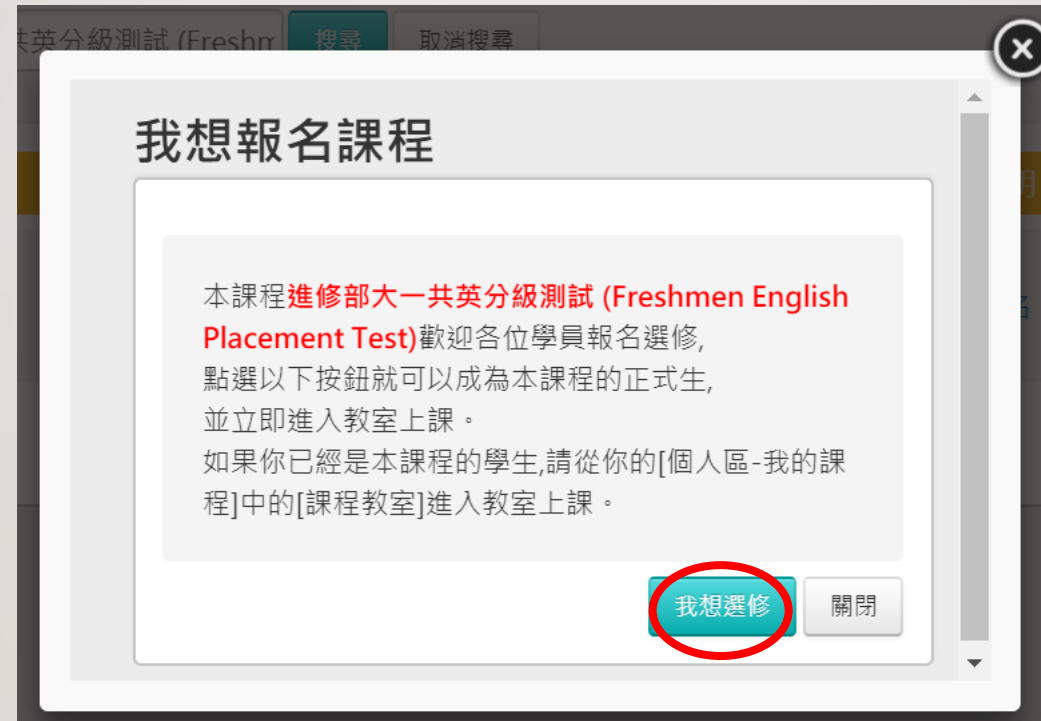 共英分級測試 (Freshm 搜尋 取消搜尋
我想報名課程
本課程進修部大一共英分級測試 (Freshmen English
Placement Test)歡迎各位學員報名選修,
點選以下按鈕就可以成為本課程的正式生,
並立即進入教室上課。
如果你已經是本課程的學生,請從你的[個人區-我的課
程]中的[課程教室]進入教室上課。
我想選修 關閉